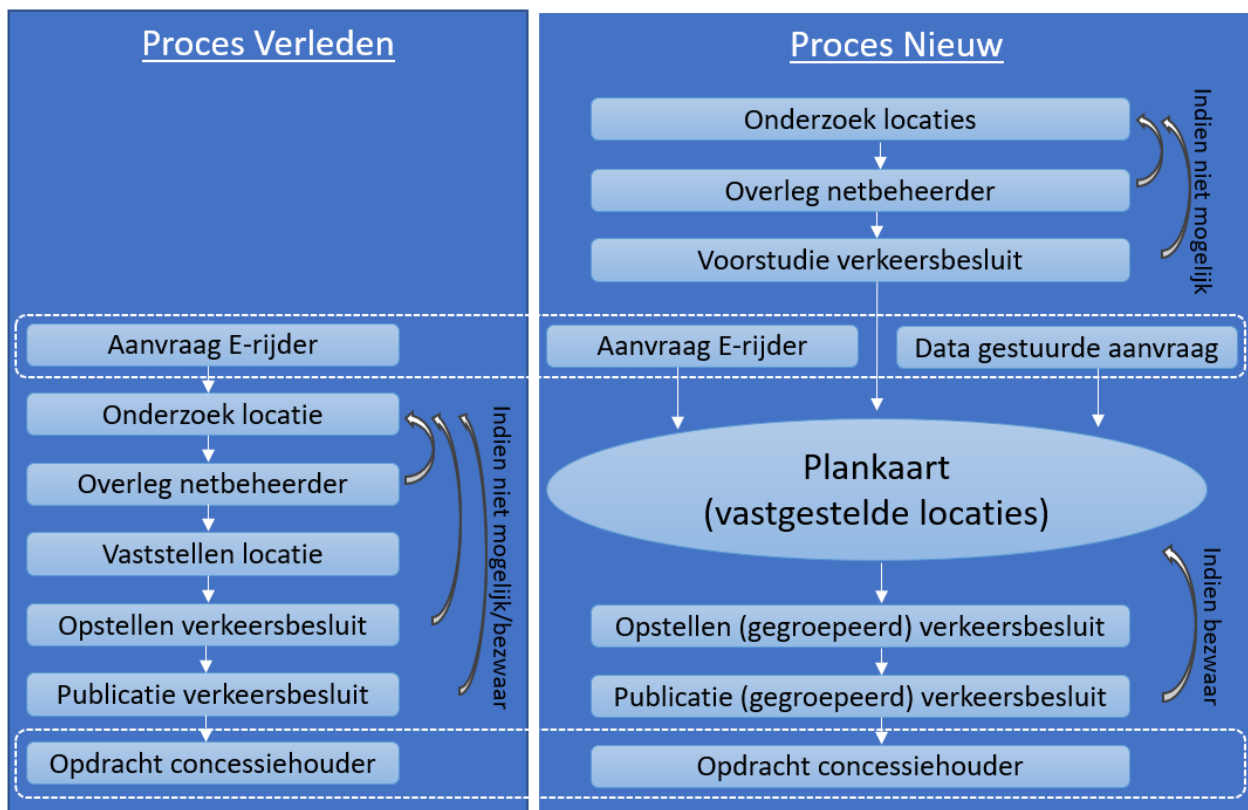 Proces Verleden
Aanvraag E-rijder
Onderzoek locatie
Overleg netbeheerder
Vaststellen locatie
Opstellen verkeersbesluit
Publicatie verkeersbesluit
Opdracht concessiehouder
Indien niet mogelijk/bezwaar
Proces Nieuw
Onderzoek locaties
Overleg netbeheerder
Voorstudie verkeersbesluit
Indien niet mogelijk
Aanvraag E-rijder
Data gestuurde aanvraag
Plankaart
(vastgestelde locaties)
Opstellen (gegroepeerd) verkeersbesluit
Publicatie (gegroepeerd) verkeersbesluit
Indien bezwaar
Opdracht concessiehouder